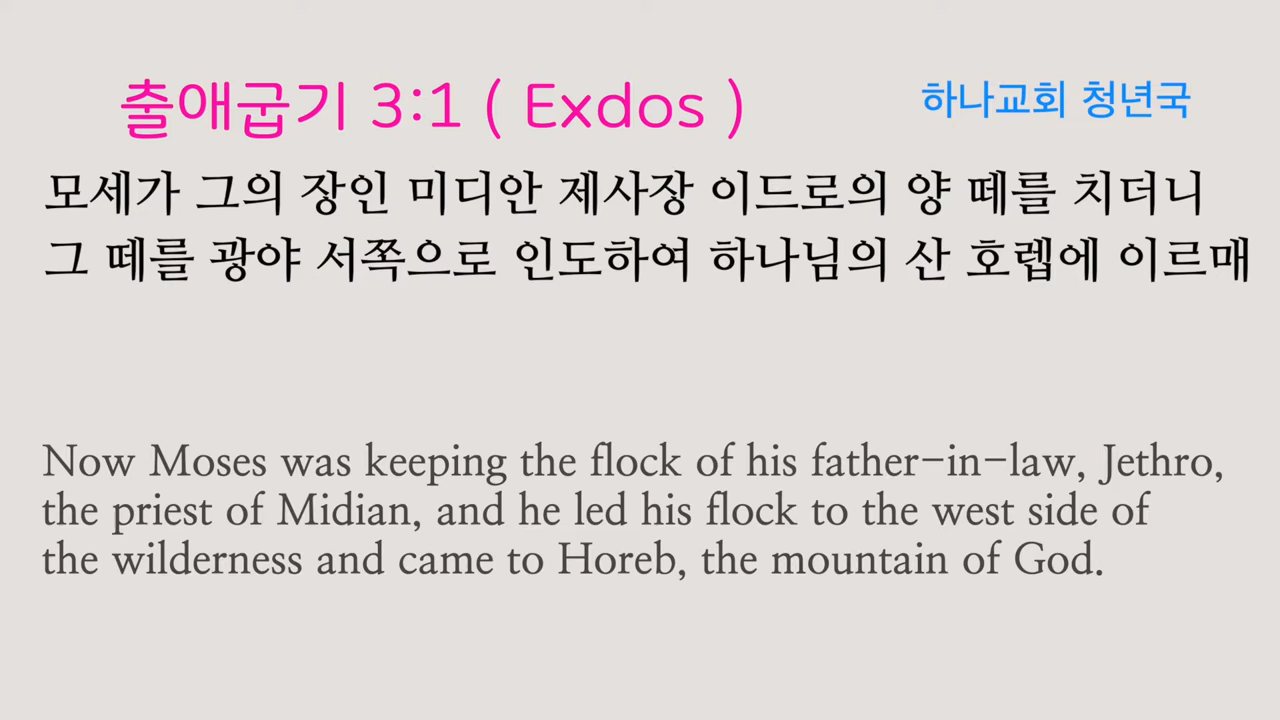 출애굽기 3:1 ( Exdos )
하나교회 청년국
모세가 그의 장인 미디안 제사장 이드로의 양 떼를 치더니
그 떼를 광야 서쪽으로 인도하여 하나님의 산 호렙에 이르매
Now Moses was keeping the flock of his father-in-law, Jethro,
the priest of Midian, and he led his flock to the west side of
the wilderness and came to Horeb, the mountain of God.